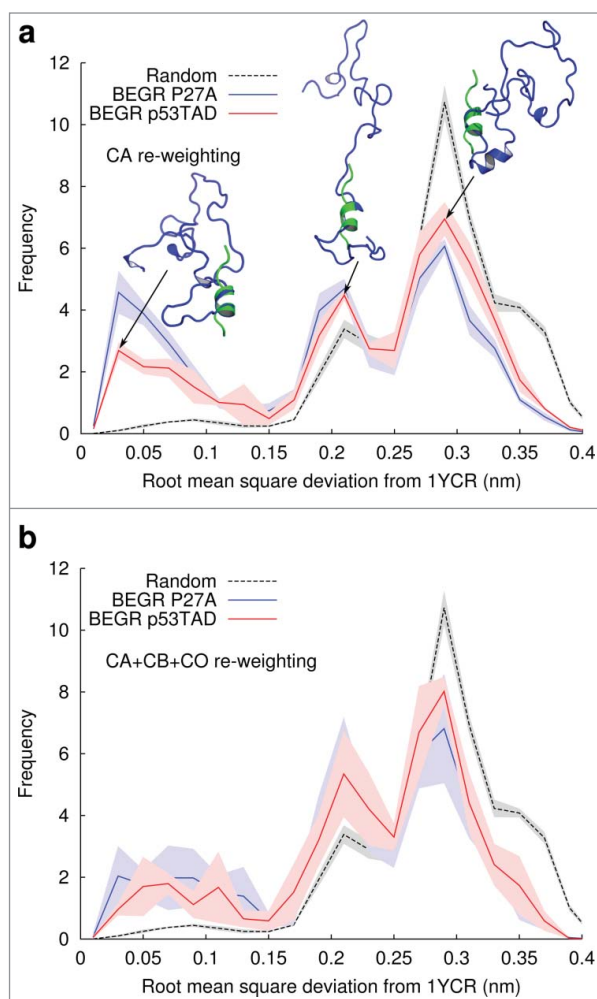 a
12
10
8
6
4
2
0
Frequency
Random
BEGR P27A
BEGR p53TAD
CA re-weighting
0 0.05 0.1 0.15 0.2 0.25 0.3 0.35 0.4
Root mean square deviation from 1YCR (nm)
b
12
10
8
6
4
2
0
Frequency
Random
BEGR P27A
BEGR p53TAD
CA+CB+CO re-weighting
0 0.05 0.1 0.15 0.2 0.25 0.3 0.35 0.4
Root mean square deviation from 1YCR (nm)